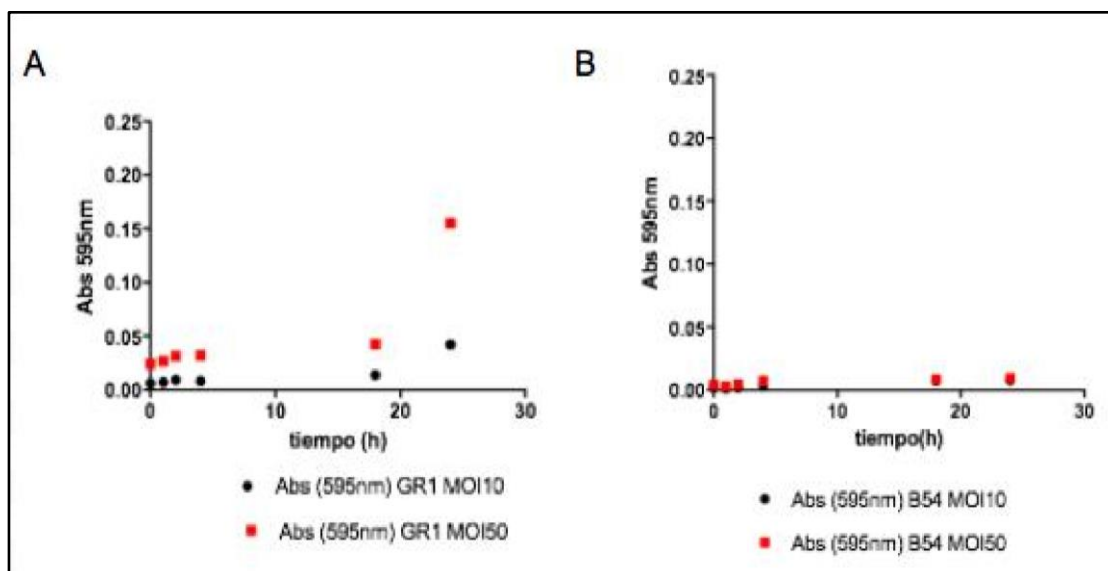 A
0.25
0.20
0.15
0.10
0.05
0.00
Abs 595nm
0
10
20
30
tiempo (h)
Abs (595nm) GR1 MOI10
Abs (595nm) GR1 MOI50
B
0.25
0.20
0.15
0.10
0.05
0.00
Abs 595nm
0
10
20
30
tiempo(h)
Abs (595nm) B54 MOI10
Abs (595nm) B54 MOI50